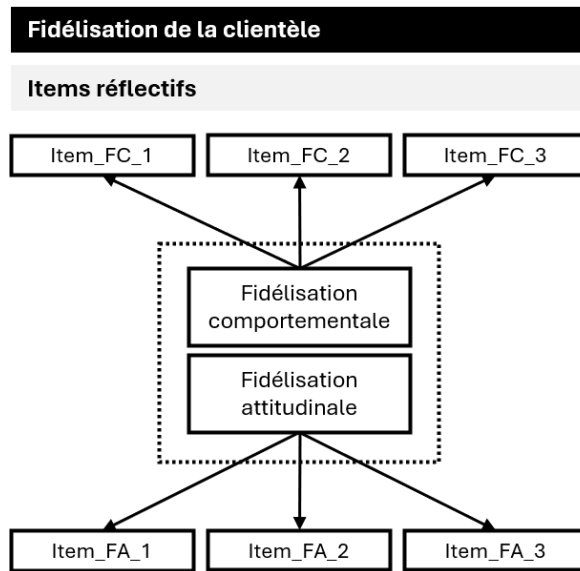 Fidélisation de la clientèle
Items réflectifs
Item_FC_1
Item_FC_2
Item_FC_3
Fidélisation
comportementale
Fidélisation
attitudinale
Item_FA_1
Item_FA_2
Item_FA_3